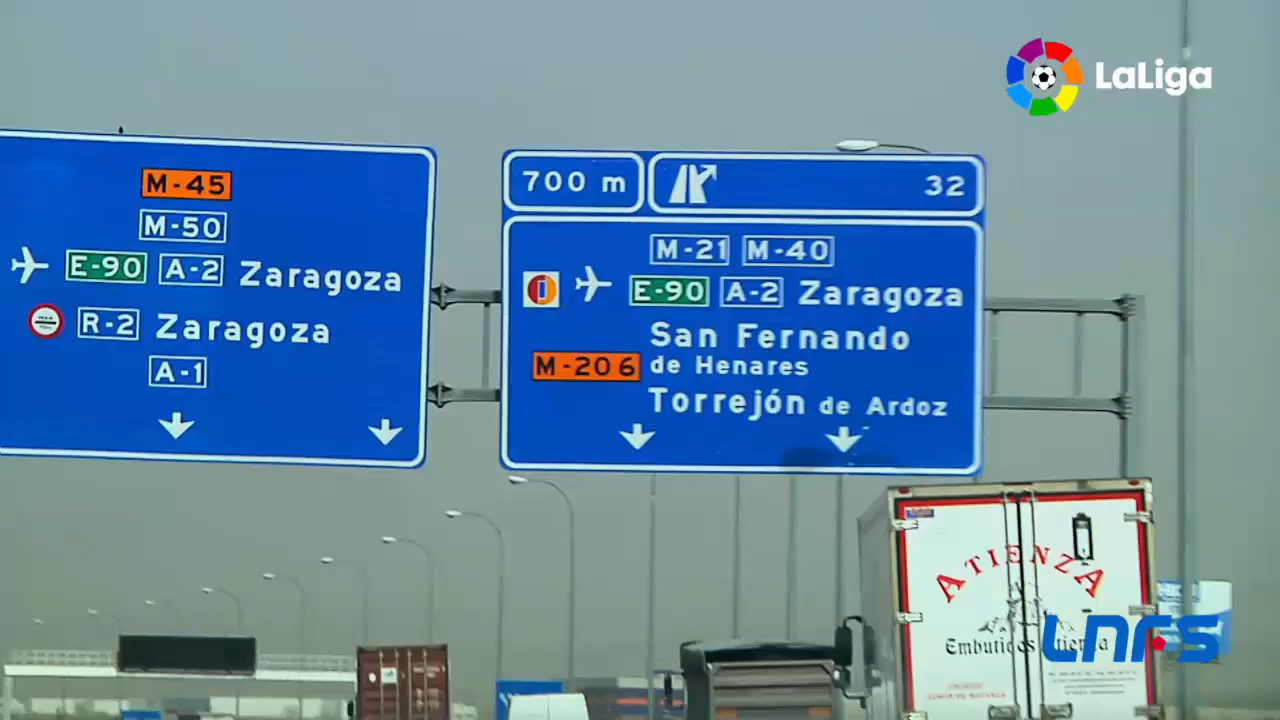 LaLiga
M-45
M-50
E-90 A-2 Zaragoza
R-2 Zaragoza
A-1
700 m
32
M-21 M-40
E-90 A-2 Zaragoza
San Fernando
M-206 de Henares
Torrejón de Ardoz
ATIENZA
Embutidos Atienza
LNFS